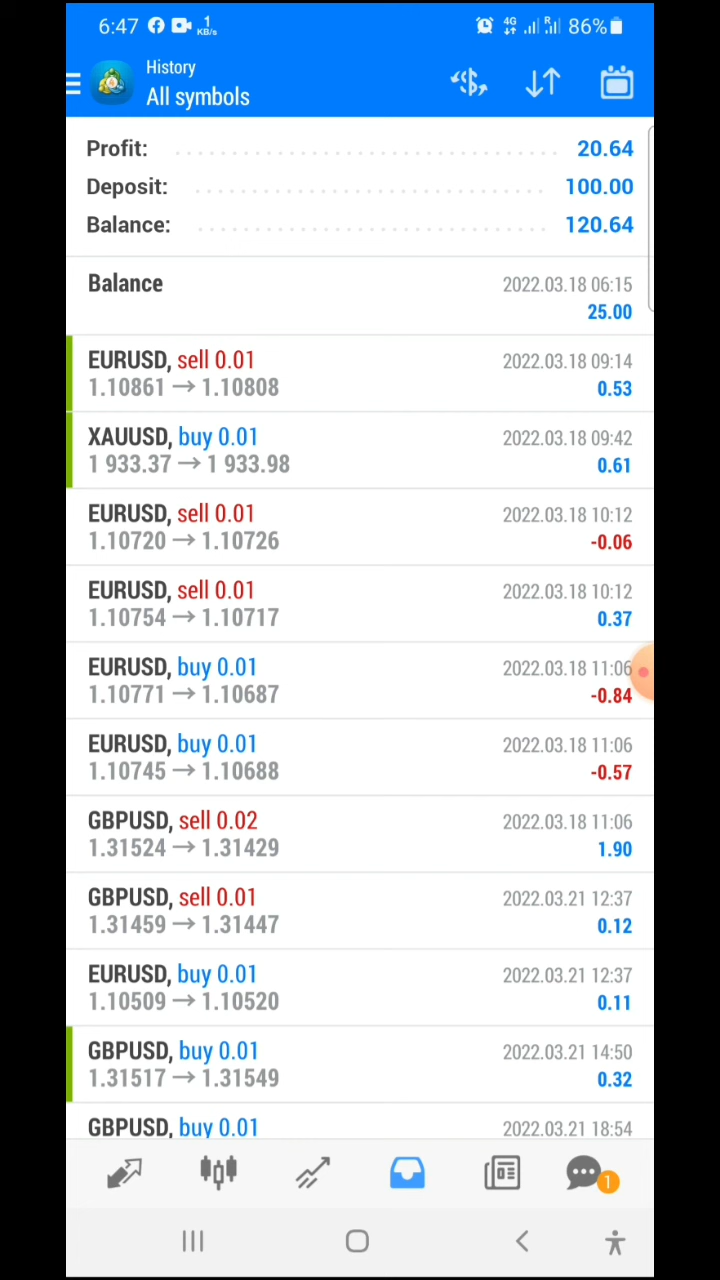 6:47 1 KB/s 4G R 86%
History
All symbols
Profit: 20.64
Deposit: 100.00
Balance: 120.64
Balance 2022.03.18 06:15
25.00
EURUSD, sell 0.01 2022.03.18 09:14
1.10861 → 1.10808 0.53
XAUUSD, buy 0.01 2022.03.18 09:42
1 933.37 → 1 933.98 0.61
EURUSD, sell 0.01 2022.03.18 10:12
1.10720 → 1.10726 -0.06
EURUSD, sell 0.01 2022.03.18 10:12
1.10754 → 1.10717 0.37
EURUSD, buy 0.01 2022.03.18 11:06
1.10771 → 1.10687 -0.84
EURUSD, buy 0.01 2022.03.18 11:06
1.10745 → 1.10688 -0.57
GBPUSD, sell 0.02 2022.03.18 11:06
1.31524 → 1.31429 1.90
GBPUSD, sell 0.01 2022.03.21 12:37
1.31459 → 1.31447 0.12
EURUSD, buy 0.01 2022.03.21 12:37
1.10509 → 1.10520 0.11
GBPUSD, buy 0.01 2022.03.21 14:50
1.31517 → 1.31549 0.32
GBPUSD, buy 0.01 2022.03.21 18:54
1